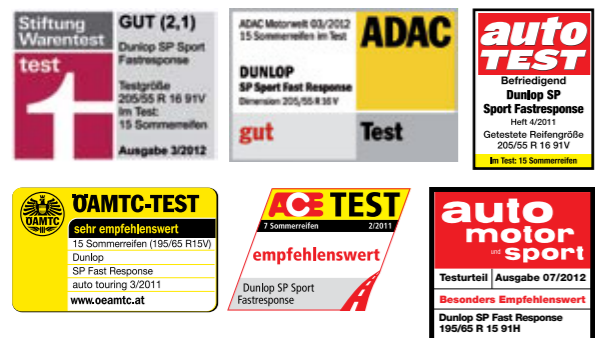 Stiftung
Warentest
test
GUT (2,1)
Dunlop SP Sport
Fastresponse
Testgröße
205/55 R 16 91V
Im Test:
15 Sommerreifen
Ausgabe 3/2012
ADAC Motorwelt 03/2012
15 Sommerreifen im Test
ADAC
DUNLOP
SP Sport Fast Response
Dimension 205/55 R 16 V
gut
Test
auto
TEST
Befriedigend
Dunlop SP
Sport Fastresponse
Heft 4/2011
Getestete Reifengröße
205/55 R 16 91V
Im Test: 15 Sommerreifen
ÖAMTC
ÖAMTC-TEST
sehr empfehlenswert
15 Sommerreifen (195/65 R15V)
Dunlop
SP Fast Response
auto touring 3/2011
www.oeamtc.at
ACE TEST
7 Sommerreifen 2/2011
empfehlenswert
Dunlop SP Sport
Fastresponse
auto
motor
und sport
Testurteil Ausgabe 07/2012
Besonders Empfehlenswert
Dunlop SP Fast Response
195/65 R 15 91H